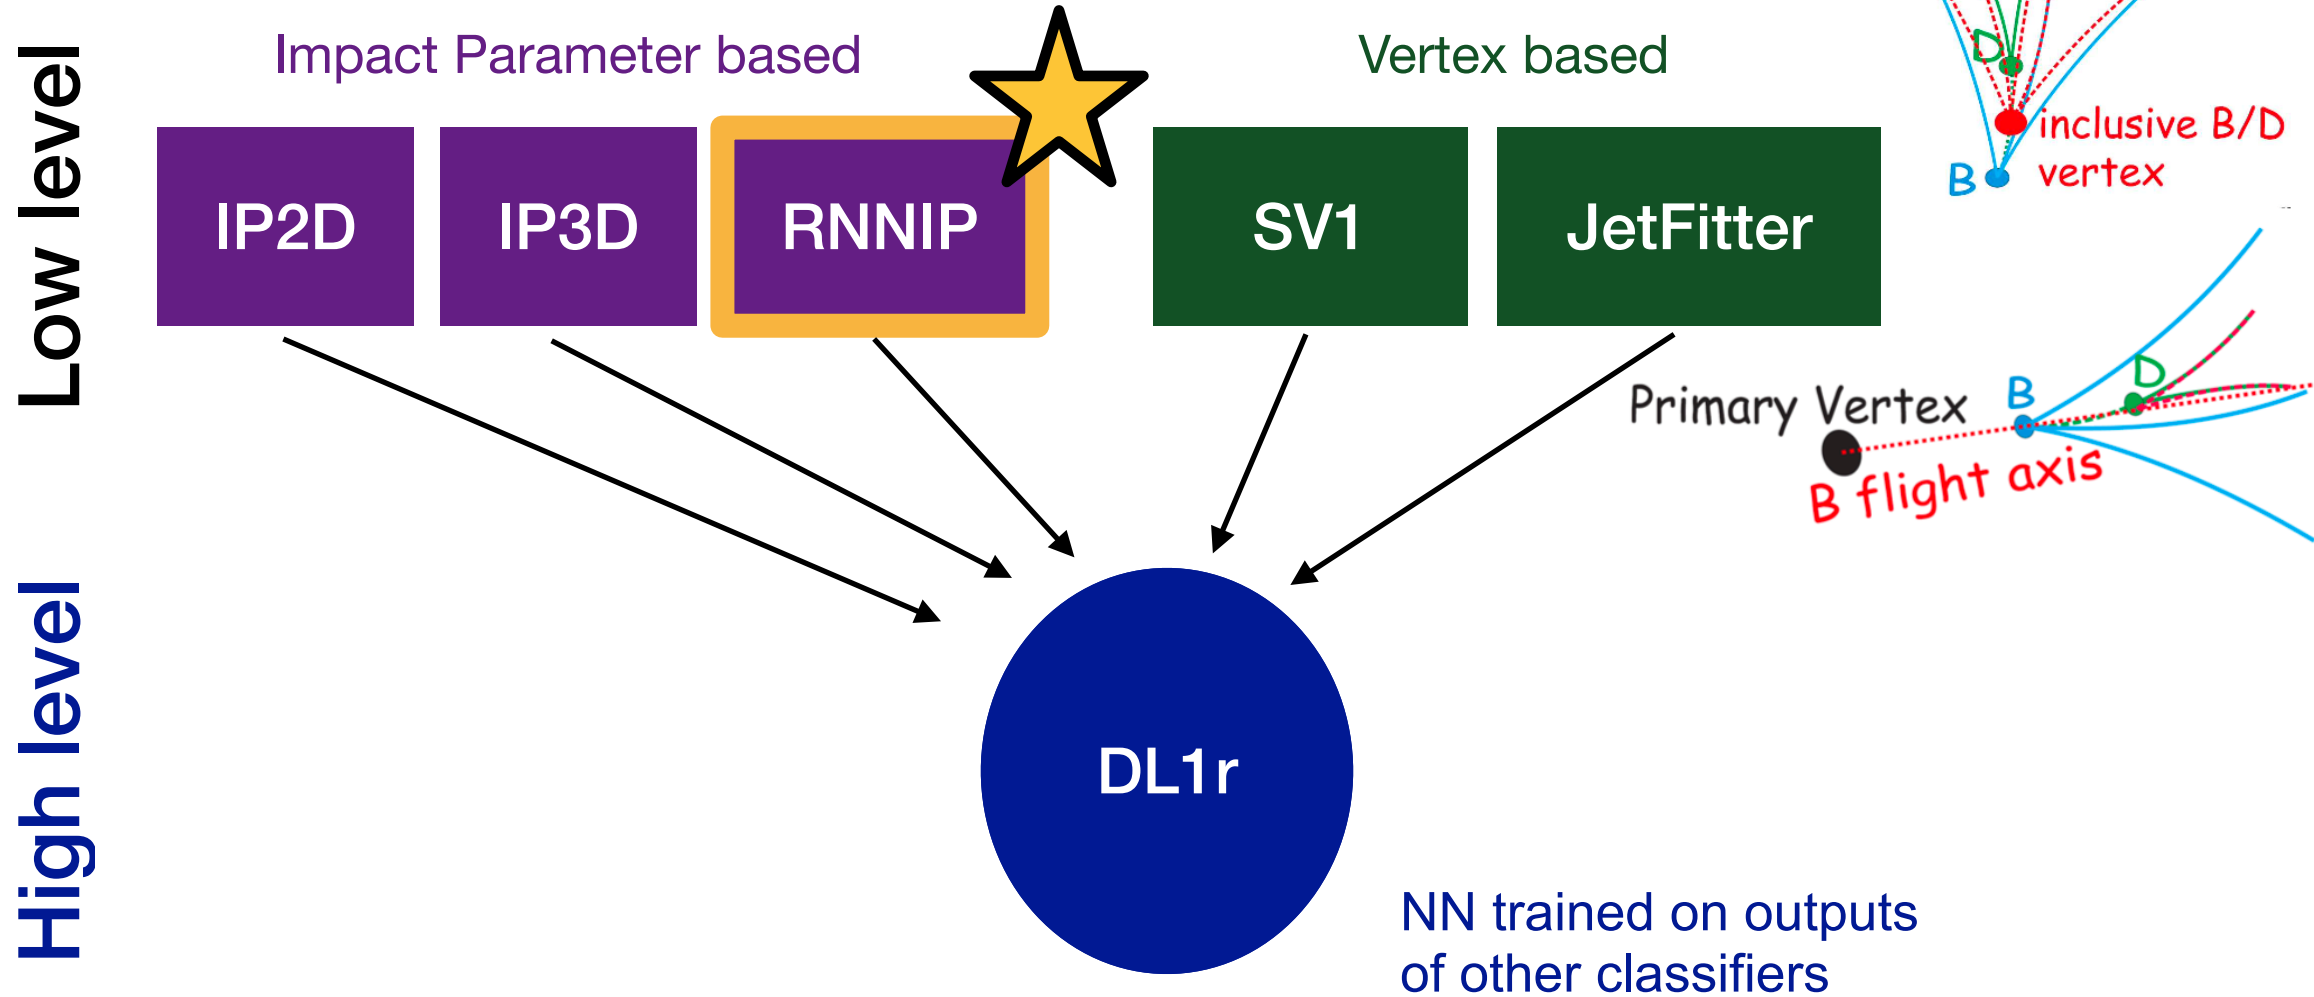 Low level
Impact Parameter based
Vertex based
IP2D
IP3D
RNNIP
SV1
JetFitter
D
inclusive B/D
vertex
B
Primary Vertex
B
D
B flight axis
High level
DL1r
NN trained on outputs
of other classifiers